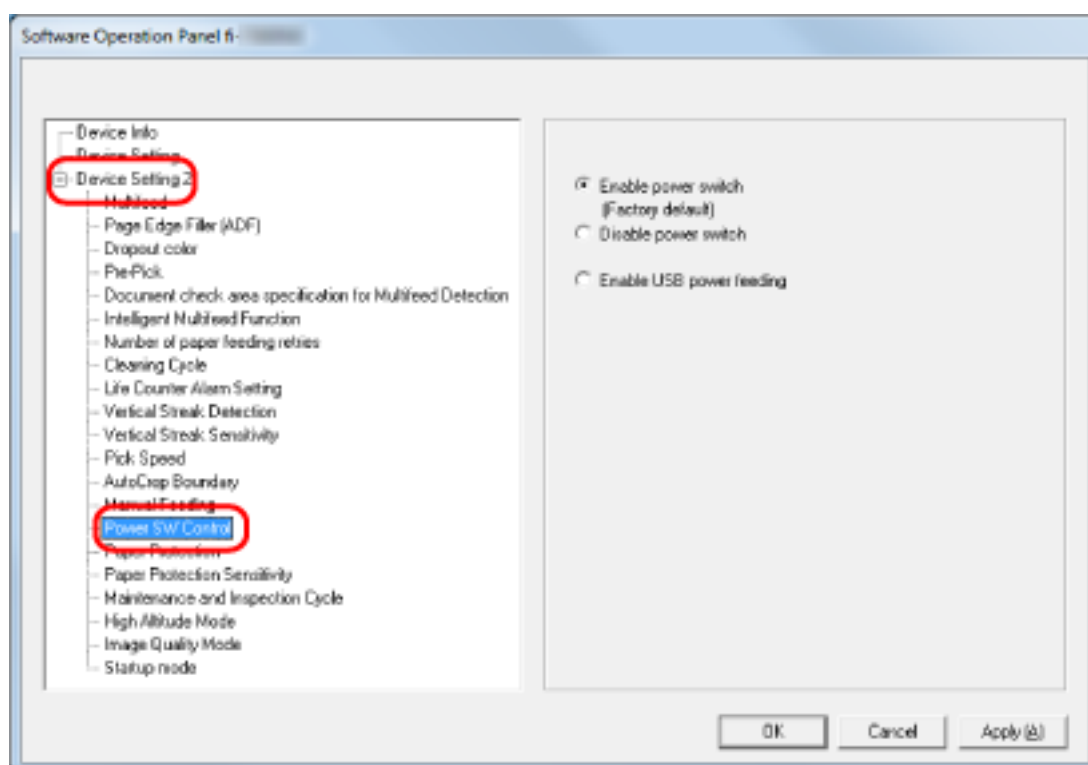 Software Operation Panel fi-
Device Info
Device Setting
Device Setting 2
Multifeed
Page Edge Filler (ADF)
Dropout color
Pre-Pick
Document check area specification for Multifeed Detection
Intelligent Multifeed Function
Number of paper feeding retries
Cleaning Cycle
Life Counter Alarm Setting
Vertical Streak Detection
Vertical Streak Sensitivity
Pick Speed
AutoCrop Boundary
Manual Feeding
Power SW Control
Paper Protection
Paper Protection Sensitivity
Maintenance and Inspection Cycle
High Altitude Mode
Image Quality Mode
Startup mode
Enable power switch
(Factory default)
Disable power switch
Enable USB power feeding
OK
Cancel
Apply (A)